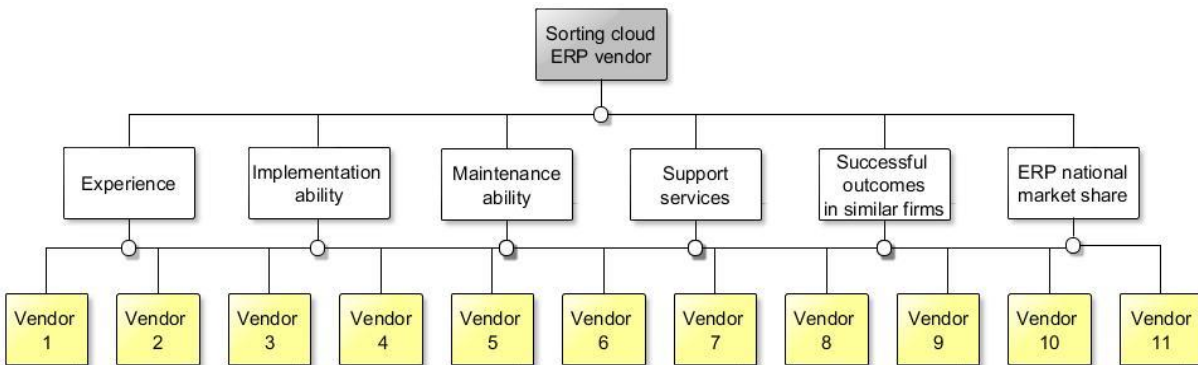 Sorting cloud
ERP vendor
Experience
Implementation
ability
Maintenance
ability
Support
services
Successful
outcomes
in similar firms
ERP national
market share
Vendor
1
Vendor
2
Vendor
3
Vendor
4
Vendor
5
Vendor
6
Vendor
7
Vendor
8
Vendor
9
Vendor
10
Vendor
11